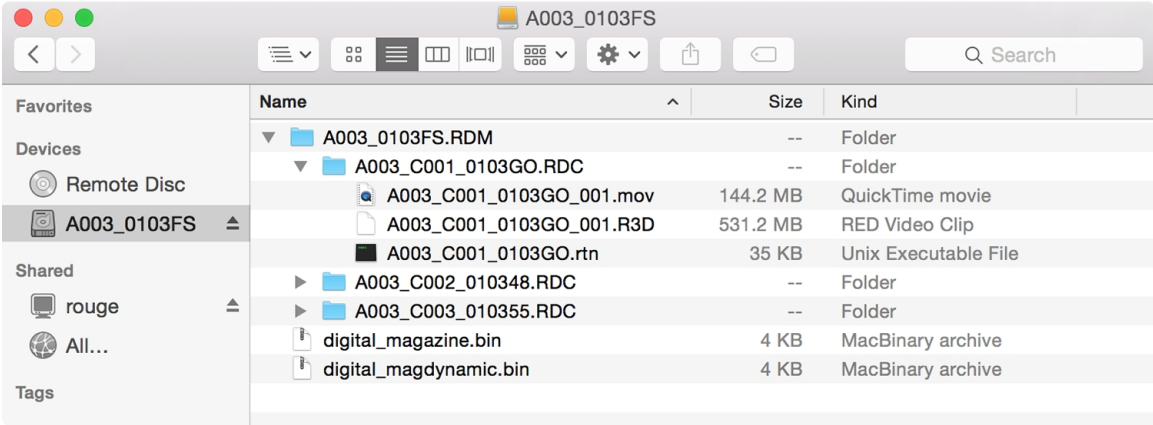 A003_0103FS
Search
Favorites
Devices
Remote Disc
A003_0103FS
Shared
rouge
All...
Tags
Name Size Kind
A003_0103FS.RDM -- Folder
A003_C001_0103GO.RDC -- Folder
A003_C001_0103GO_001.mov 144.2 MB QuickTime movie
A003_C001_0103GO_001.R3D 531.2 MB RED Video Clip
A003_C001_0103GO.rtn 35 KB Unix Executable File
A003_C002_010348.RDC -- Folder
A003_C003_010355.RDC -- Folder
digital_magazine.bin 4 KB MacBinary archive
digital_magdynamic.bin 4 KB MacBinary archive